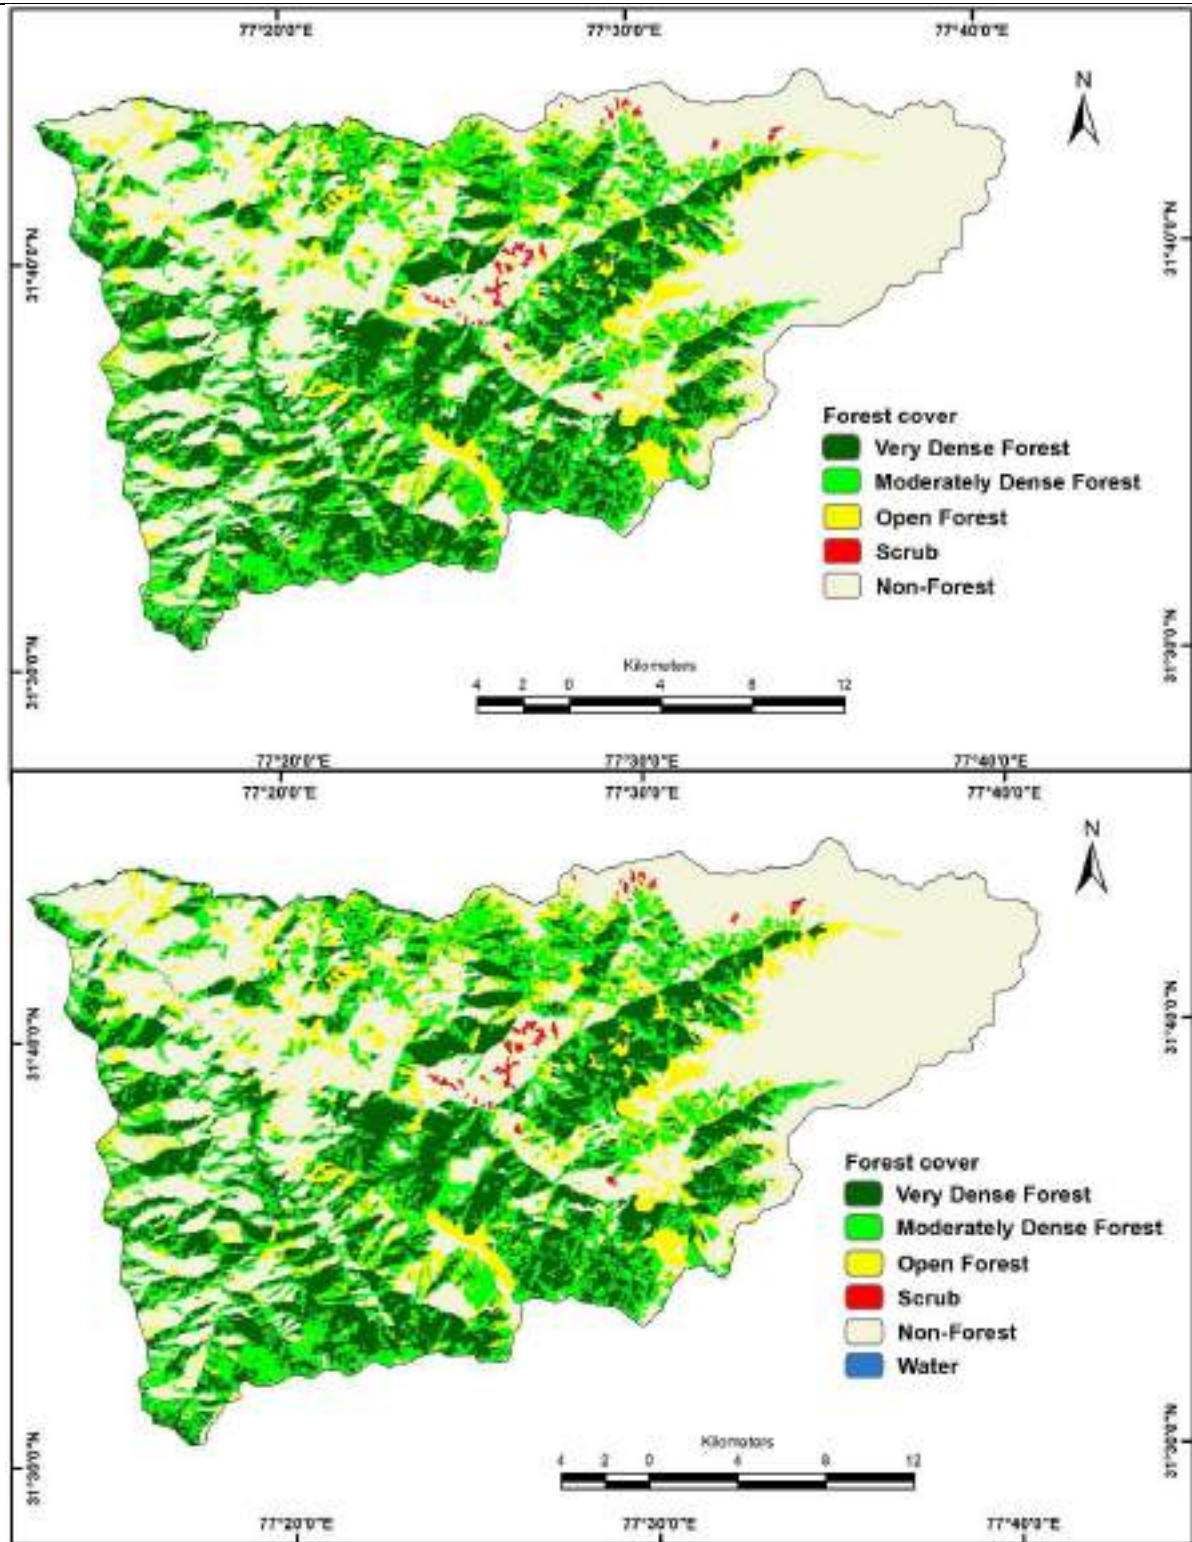 77°20'0"E 77°30'0"E 77°40'0"E
N
31°40'0"N 31°40'0"N
Forest cover
Very Dense Forest
Moderately Dense Forest
Open Forest
Scrub
Non-Forest
31°30'0"N 31°30'0"N
Kilometers
4 2 0 4 8 12
77°20'0"E 77°30'0"E 77°40'0"E
77°20'0"E 77°30'0"E 77°40'0"E
N
31°40'0"N 31°40'0"N
Forest cover
Very Dense Forest
Moderately Dense Forest
Open Forest
Scrub
Non-Forest
Water
31°30'0"N 31°30'0"N
Kilometers
4 2 0 4 8 12
77°20'0"E 77°30'0"E 77°40'0"E